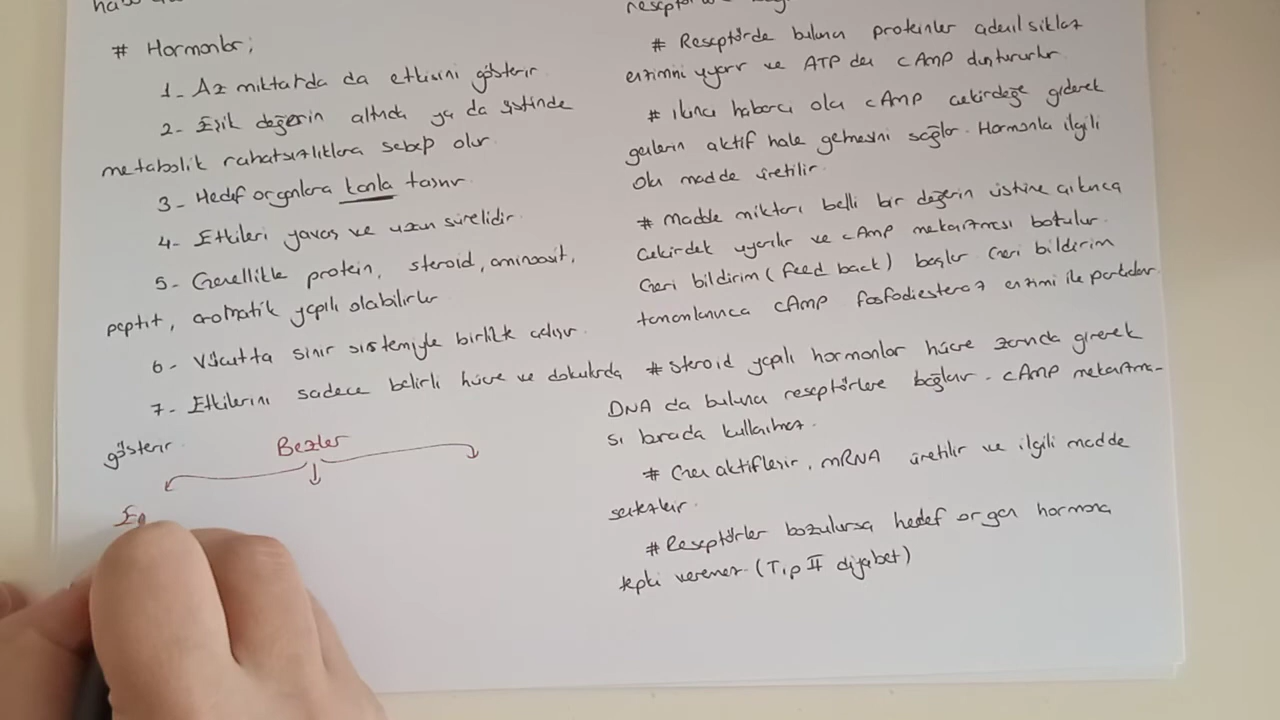 # Hormonlar;
1- Az miktarda da etkisini gösterir
2- Eşik değerin altında ya da üstünde
metabolik rahatsızlıklara sebep olur
3- Hedef organlara kanla taşınır
4- Etkileri yavaş ve uzun sürelidir.
5- Genellikle protein, steroid, aminoasit,
peptit, aromatik yapılı olabilirler
6- Vücutta sinir sistemiyle birlikte çalışır.
7- Etkilerini sadece belirli hücre ve dokularda
gösterir.
Bezler
# Reseptörde bulunan proteinler adenil siklaz
enzimini uyarır ve ATP den cAMP oluşturulur.
# İkinci haberci olan cAMP çekirdeğe giderek
genlerin aktif hale gelmesini sağlar. Hormonla ilgili
olan madde üretilir.
# Madde miktarı belli bir değerin üstüne çıkınca
çekirdek uyarılır ve cAMP mekanizması bozulur.
Geri bildirim (Feed back) başlar Geri bildirim
tamamlanınca cAMP fosfodiesteraz enzimi ile parçalanır
# Steroid yapılı hormonlar hücre zarından girerek
DNA da bulunan reseptörlere bağlanır. cAMP mekanizma-
sı burada kullanılmaz.
# Gen aktifleşir, mRNA üretilir ve ilgili madde
sentezlenir.
# Reseptörler bozulursa hedef organ hormona
tepki veremez. (Tip II diyabet)